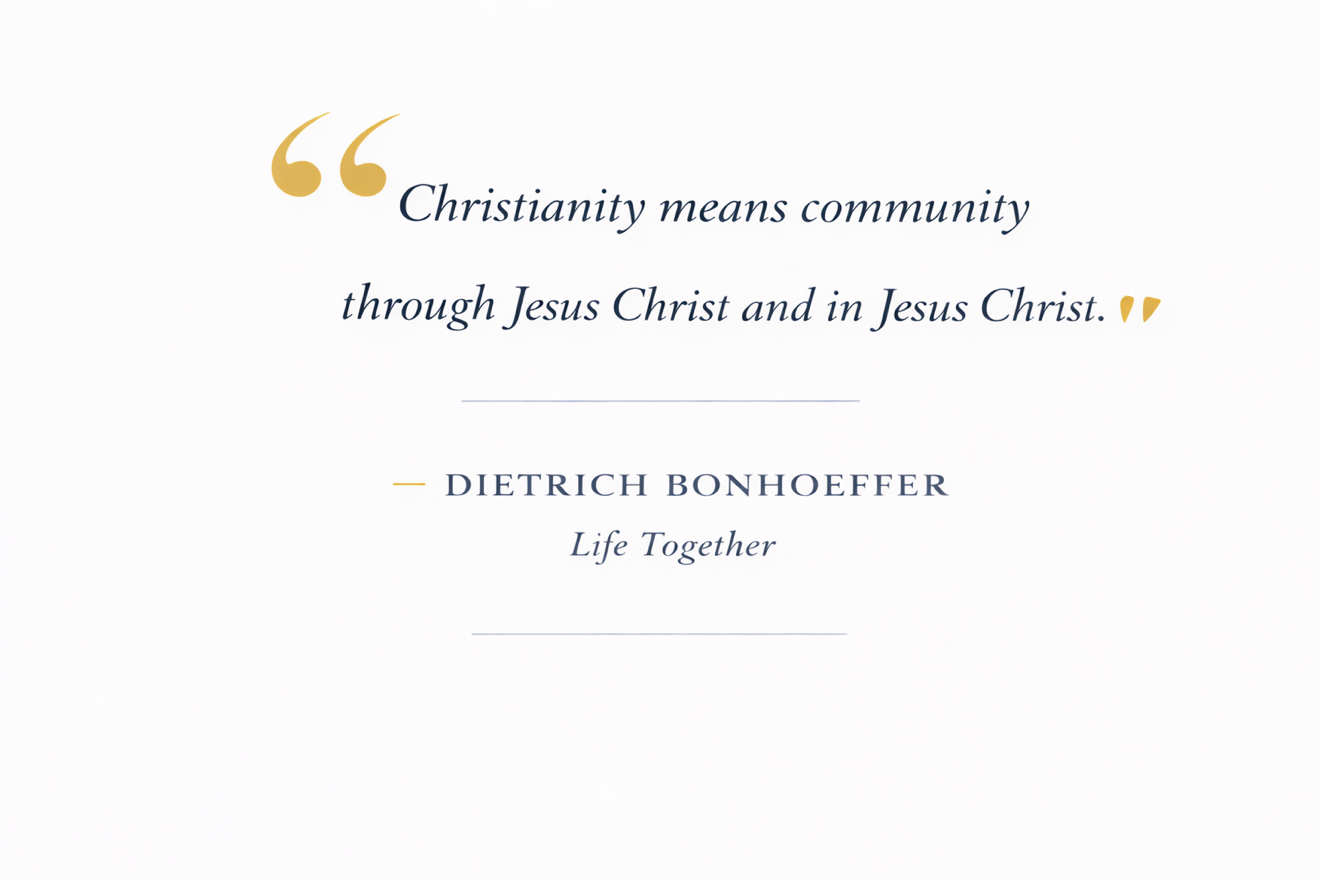 “Christianity means community
through Jesus Christ and in Jesus Christ."
— DIETRICH BONHOEFFER
Life Together